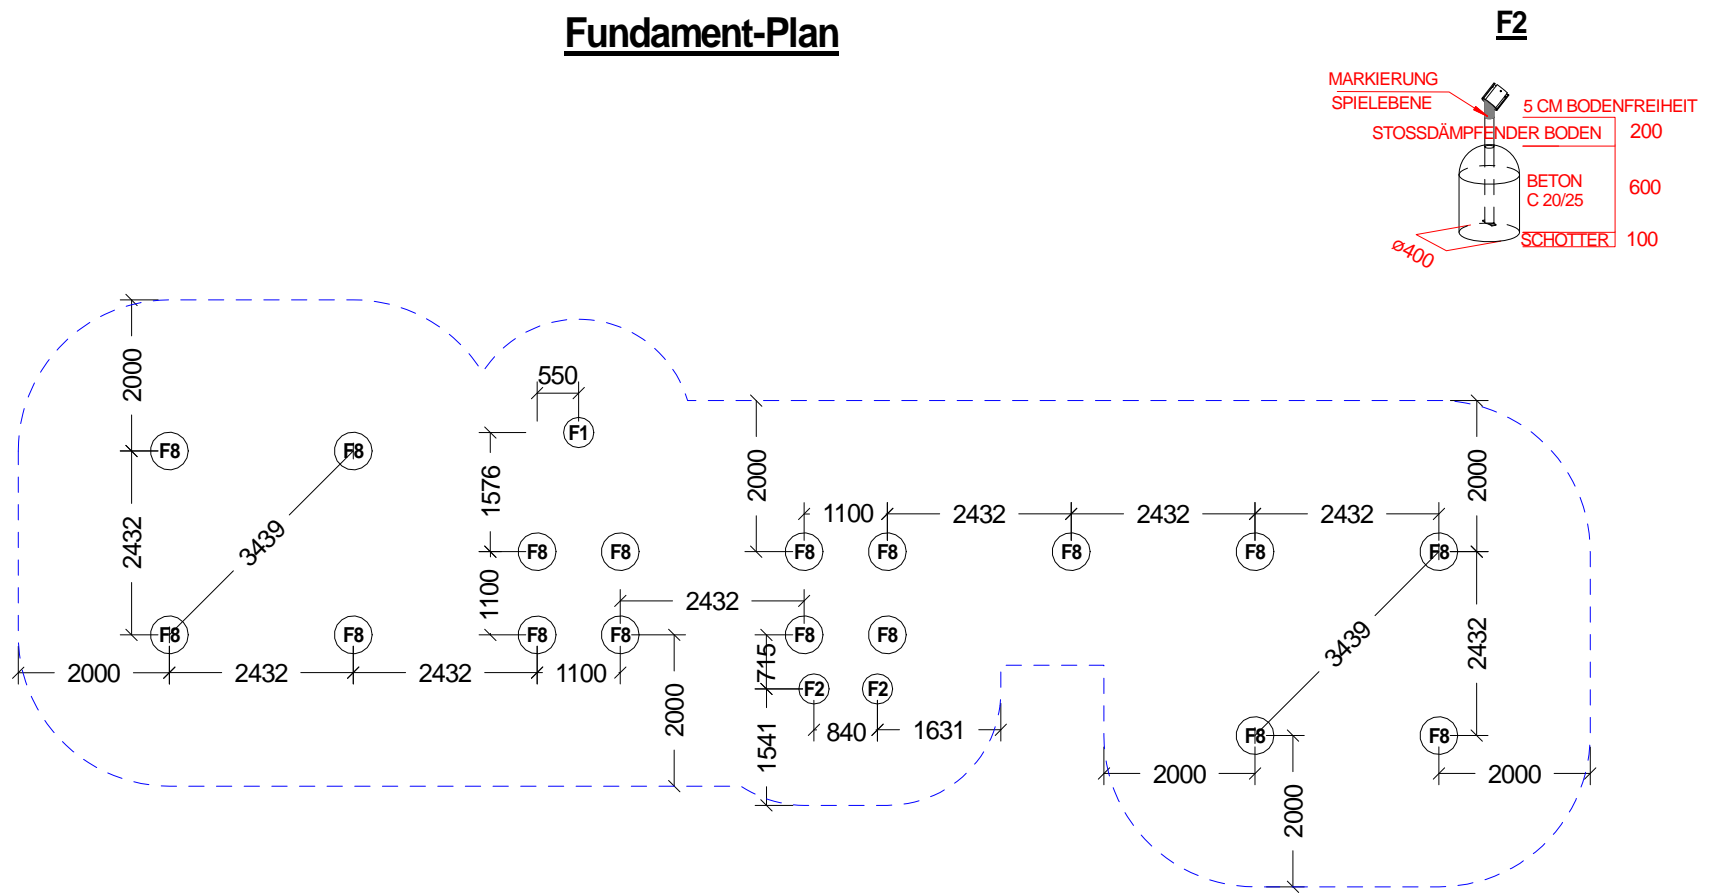 Fundament-Plan
F2
MARKIERUNG
SPIELEBENE
5 CM BODENFREIHEIT
STOSSDÄMPFENDER BODEN 200
BETON
C 20/25
600
SCHOTTER 100
ø400
2000
550
F1
F8 F8
1576
2000
2000
2432
3439
1100 2432 2432 2432
F8 F8 F8 F8 F8 F8 F8
1100
2432
F8 F8 F8 F8 F8 F8
3439
2432
2000 2432 2432 1100
715
F2 F2
2000
840 1631
1541
F8 F8
2000 2000
2000